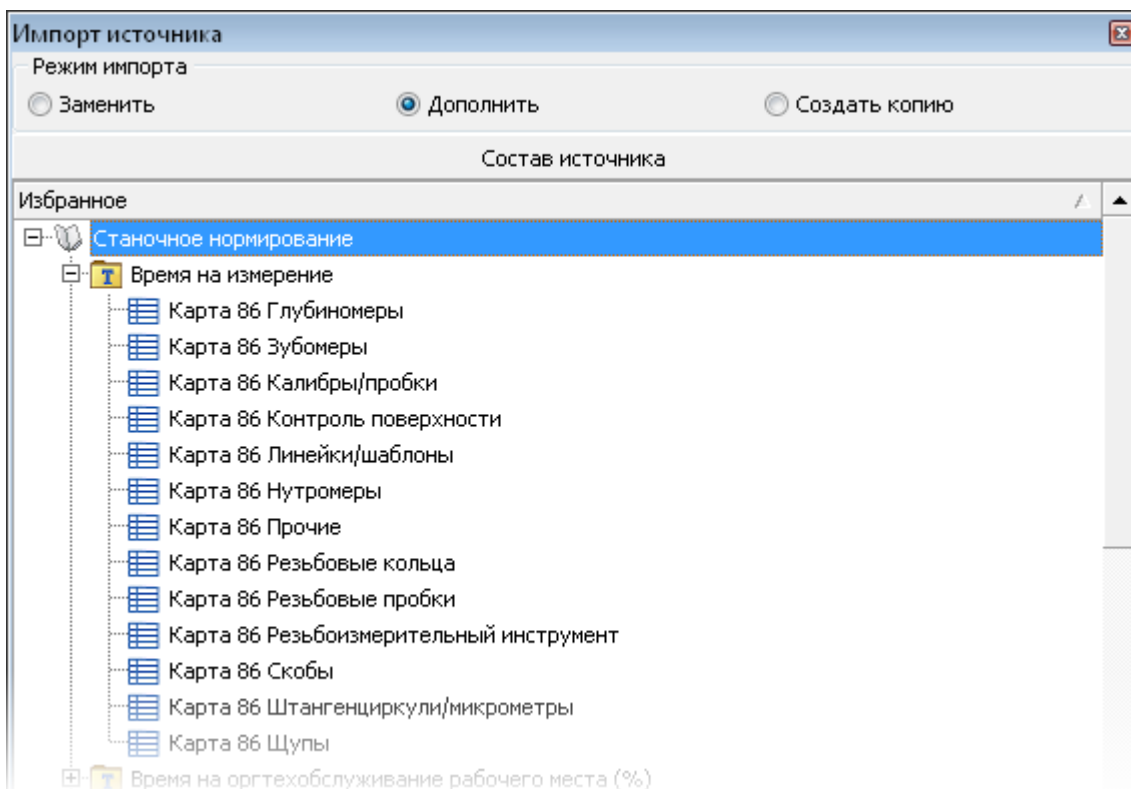 Импорт источника
Режим импорта
Заменить Дополнить Создать копию
Состав источника
Избранное
Станочное нормирование
Время на измерение
Карта 86 Глубиномеры
Карта 86 Зубомеры
Карта 86 Калибры/пробки
Карта 86 Контроль поверхности
Карта 86 Линейки/шаблоны
Карта 86 Нутромеры
Карта 86 Прочие
Карта 86 Резьбовые кольца
Карта 86 Резьбовые пробки
Карта 86 Резьбоизмерительный инструмент
Карта 86 Скобы
Карта 86 Штангенциркули/микрометры
Карта 86 Щупы
Время на оргтехобслуживание рабочего места (%)